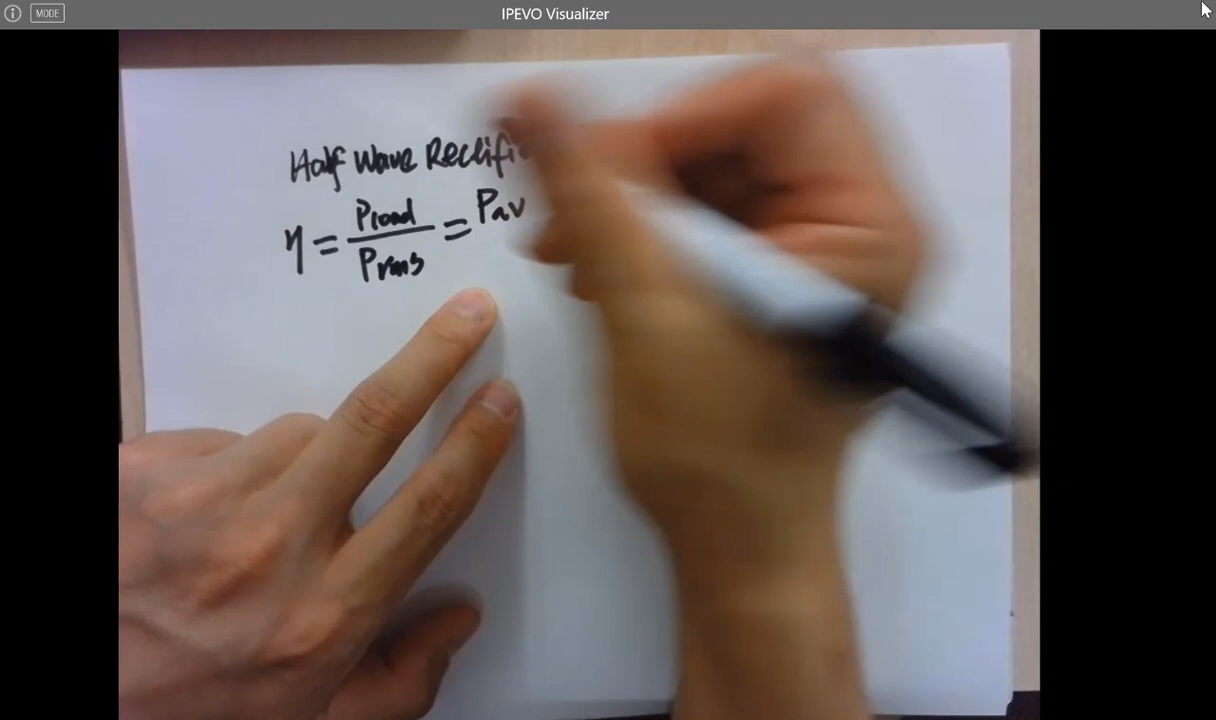 MODE
IPEVO Visualizer
Half Wave
η = Pload / Prms = Pav